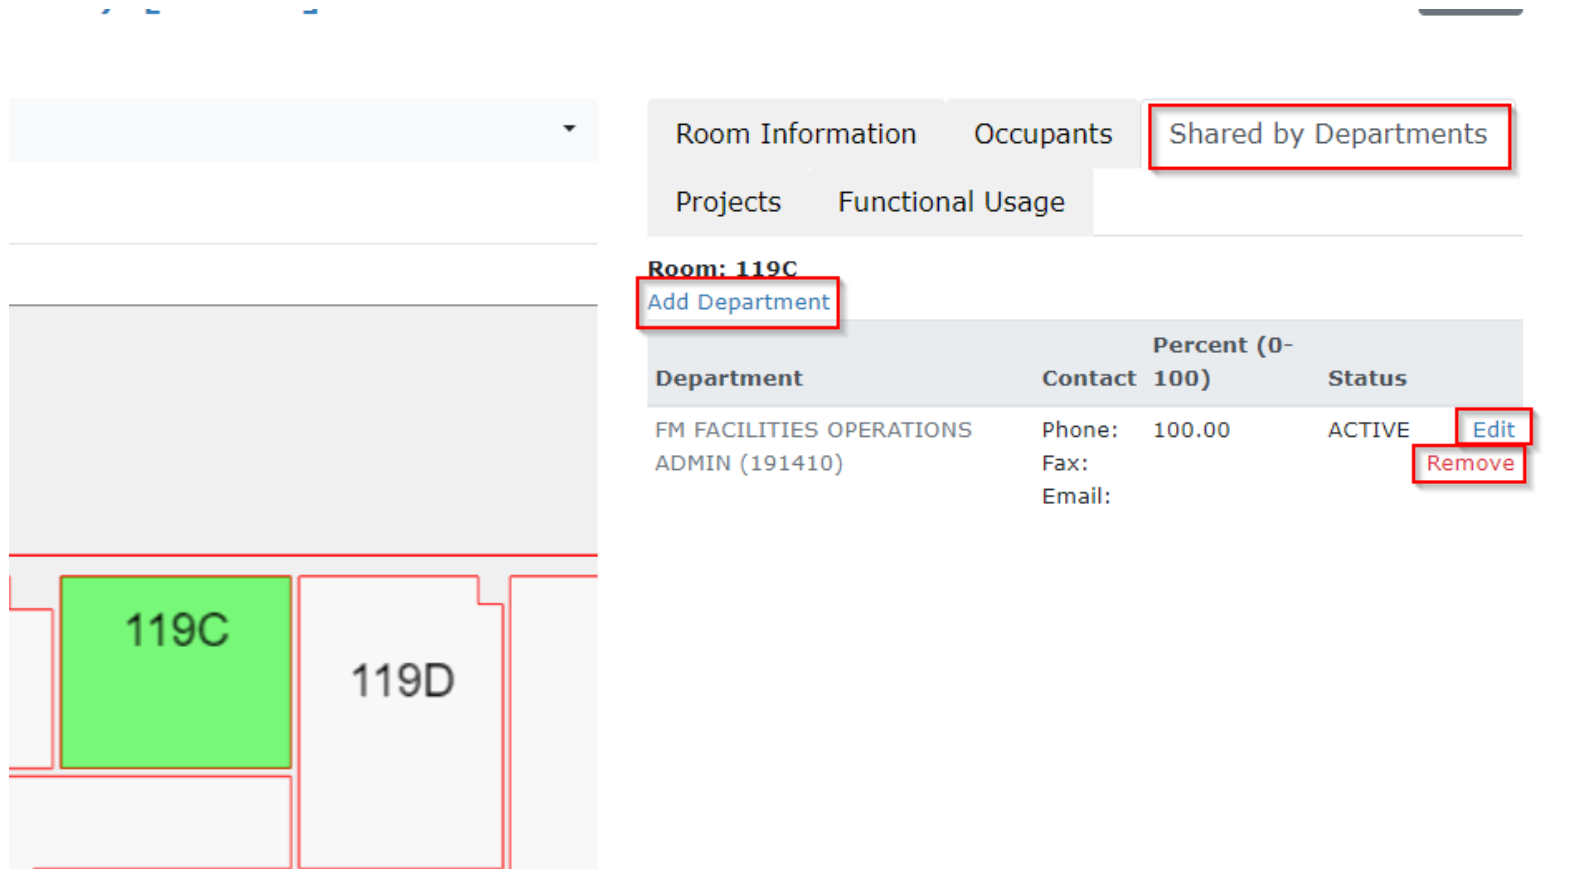 Room Information Occupants Shared by Departments
Projects Functional Usage
Room: 119C
Add Department
Percent (0-
Department Contact 100) Status
FM FACILITIES OPERATIONS Phone: 100.00 ACTIVE Edit
ADMIN (191410) Fax: Remove
Email:
119C
119D